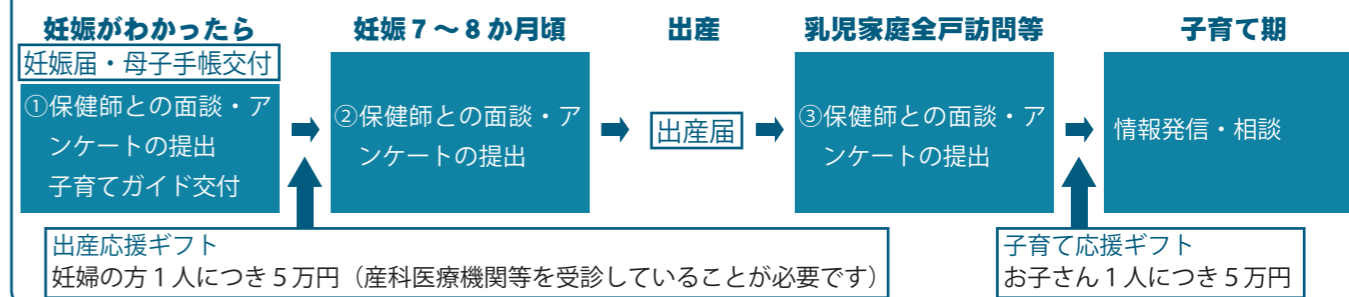 妊娠がわかったら
妊娠届・母子手帳交付
①保健師との面談・ア
ンケートの提出
子育てガイド交付
妊娠7～8か月頃
②保健師との面談・ア
ンケートの提出
出産
出産届
乳児家庭全戸訪問等
③保健師との面談・ア
ンケートの提出
子育て期
情報発信・相談
出産応援ギフト
妊婦の方1人につき5万円（産科医療機関等を受診していることが必要です）
子育て応援ギフト
お子さん1人につき5万円